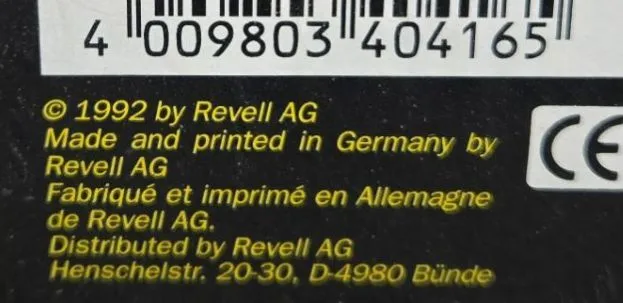 4 009803 404165
© 1992 by Revell AG
Made and printed in Germany by
Revell AG
CE
Fabriqué et imprimé en Allemagne
de Revell AG.
Distributed by Revell AG
Henschelstr. 20-30, D-4980 Bünde